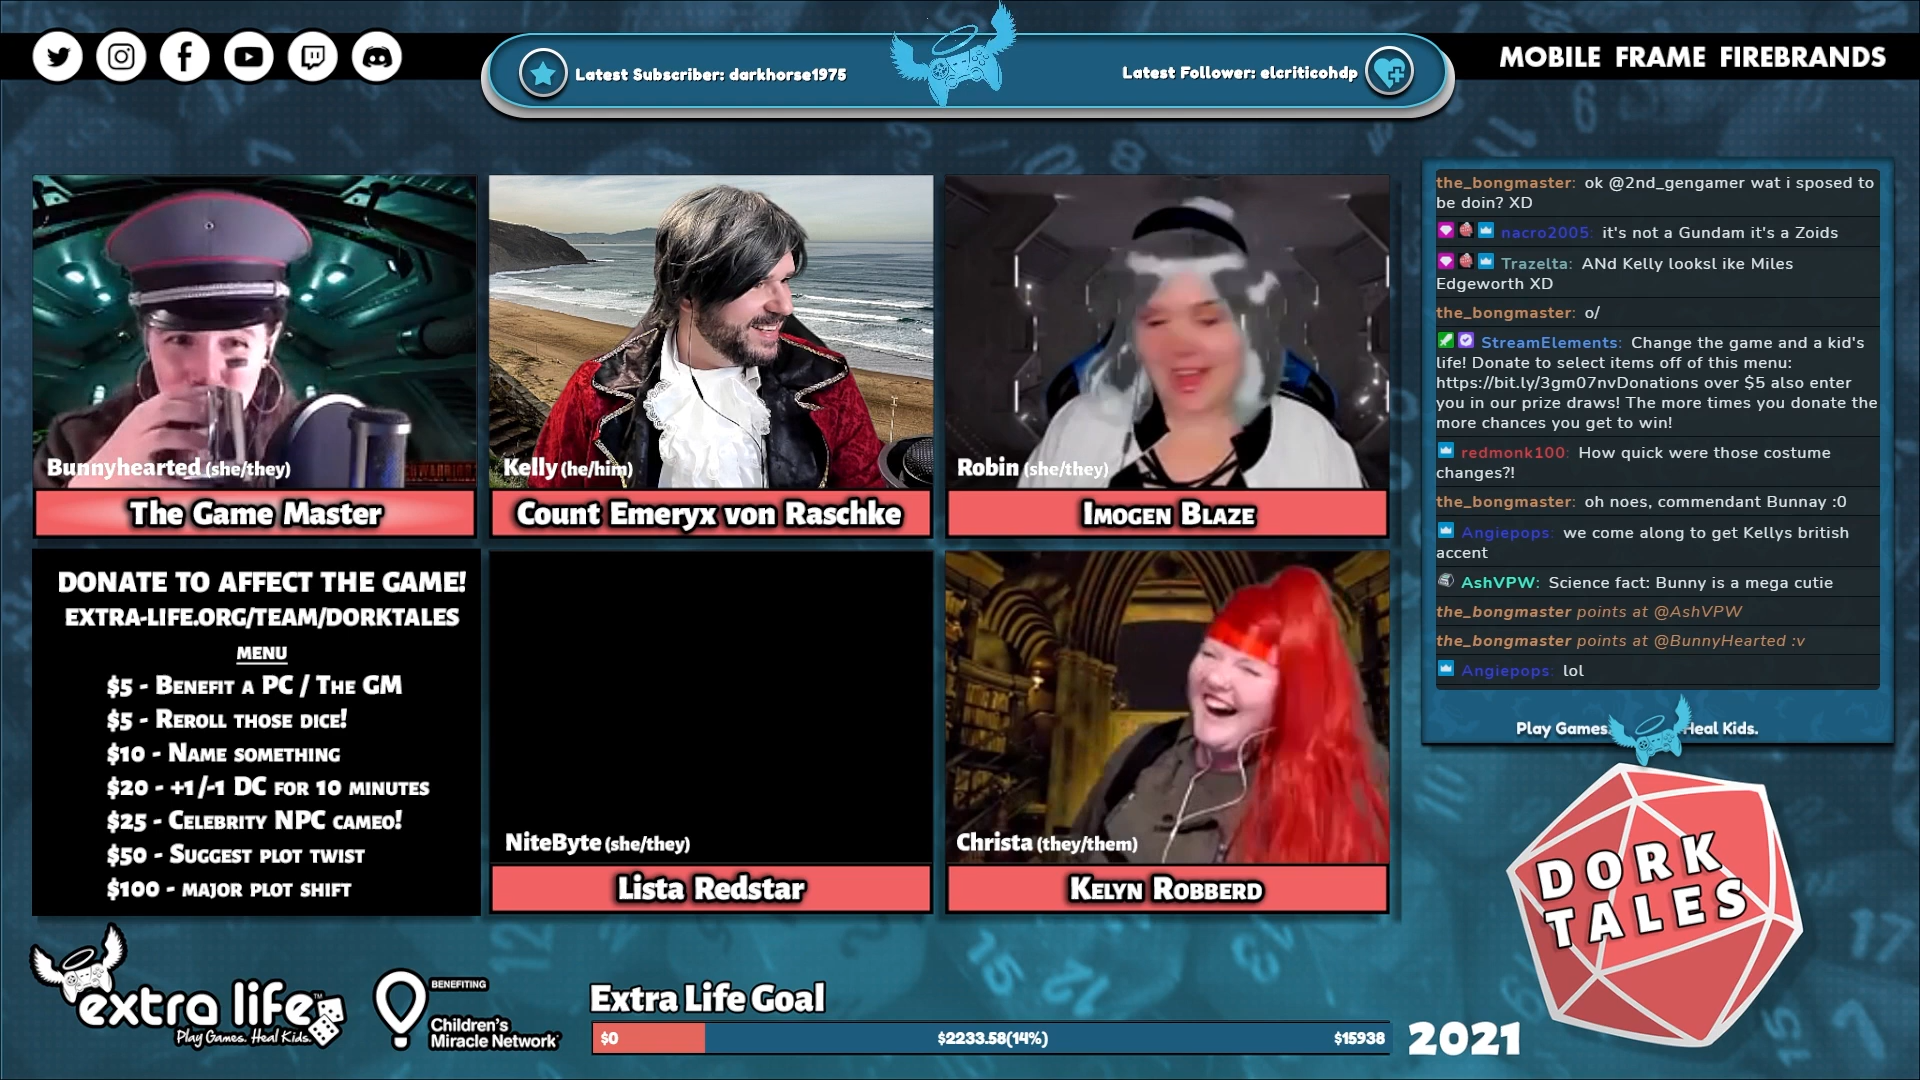 Latest Subscriber: darkhorse1975
Latest Follower: elcriticohdp
MOBILE FRAME FIREBRANDS
Bunnyhearted (she/they)
The Game Master
Kelly (he/him)
Count Emeryx von Raschke
Robin (she/they)
Imogen Blaze
DONATE TO AFFECT THE GAME!
EXTRA-LIFE.ORG/TEAM/DORKTALES
MENU
$5 - Benefit a PC / The GM
$5 - Reroll those dice!
$10 - Name something
$20 - +1/-1 DC for 10 minutes
$25 - Celebrity NPC cameo!
$50 - Suggest plot twist
$100 - major plot shift
NiteByte (she/they)
Lista Redstar
Christa (they/them)
Kelyn Robberd
the_bongmaster: ok @2nd_gengamer wat i sposed to
be doin? XD
nacro2005: it's not a Gundam it's a Zoids
Trazelta: ANd Kelly looksl ike Miles
Edgeworth XD
the_bongmaster: o/
StreamElements: Change the game and a kid's
life! Donate to select items off of this menu:
https://bit.ly/3gm07nvDonations over $5 also enter
you in our prize draws! The more times you donate the
more chances you get to win!
redmonk100: How quick were those costume
changes?!
the_bongmaster: oh noes, commendant Bunnay :0
Angiepops: we come along to get Kellys british
accent
AshVPW: Science fact: Bunny is a mega cutie
the_bongmaster points at @AshVPW
the_bongmaster points at @BunnyHearted :v
Angiepops: lol
Play Games. Heal Kids.
DORK
TALES
extra life™
Play Games. Heal Kids.
BENEFITING
Children's
Miracle Network
Extra Life Goal
$0
$2233.58(14%)
$15938
2021